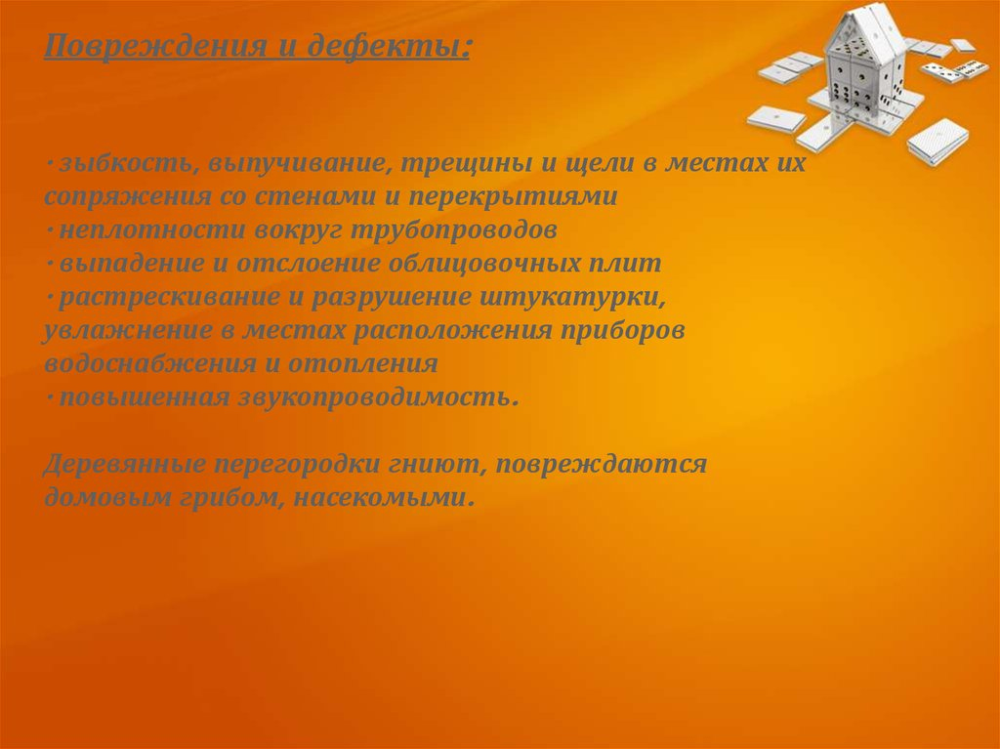 Повреждения и дефекты:
· зыбкость, выпучивание, трещины и щели в местах их
сопряжения со стенами и перекрытиями
· неплотности вокруг трубопроводов
· выпадение и отслоение облицовочных плит
· растрескивание и разрушение штукатурки,
увлажнение в местах расположения приборов
водоснабжения и отопления
· повышенная звукопроводимость.
Деревянные перегородки гниют, повреждаются
домовым грибом, насекомыми.